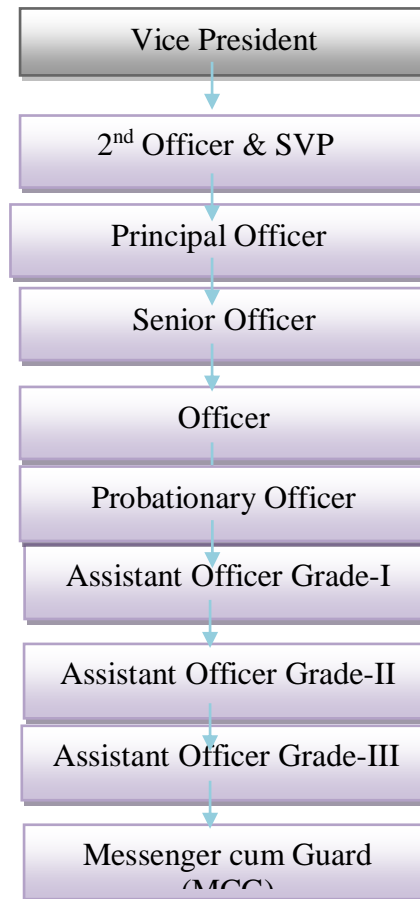 Vice President
2nd Officer & SVP
Principal Officer
Senior Officer
Officer
Probationary Officer
Assistant Officer Grade-I
Assistant Officer Grade-II
Assistant Officer Grade-III
Messenger cum Guard
(MCG)